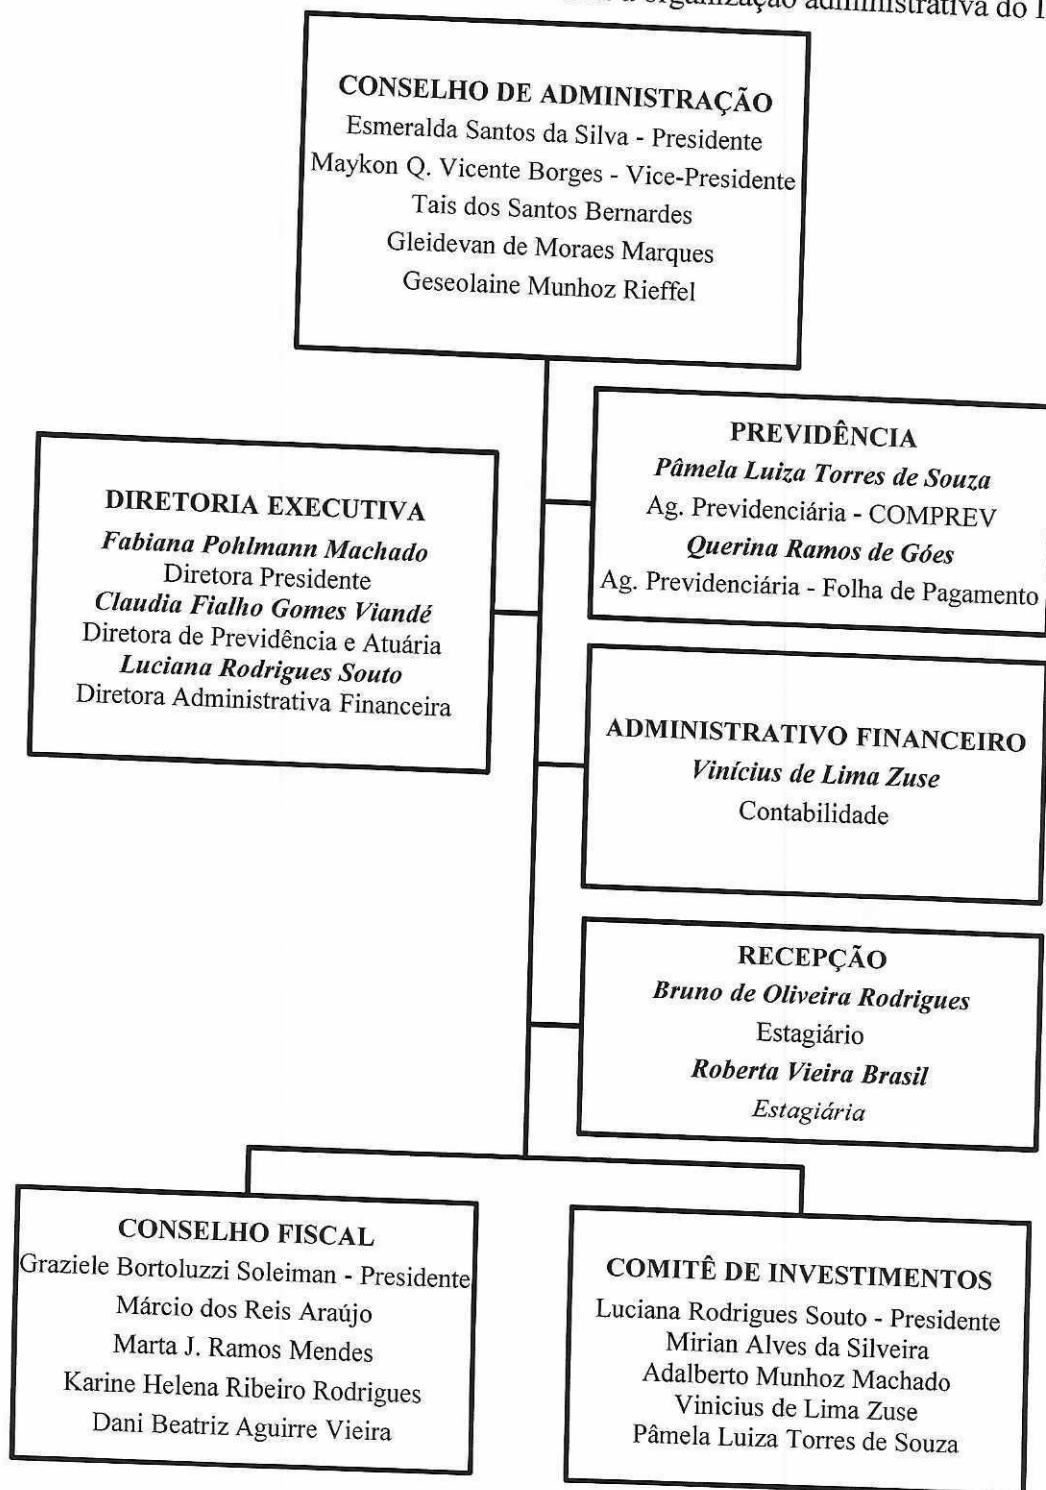 organização administrativa do
CONSELHO DE ADMINISTRAÇÃO
Esmeralda Santos da Silva - Presidente
Maykon Q. Vicente Borges - Vice-Presidente
Tais dos Santos Bernardes
Gleidevan de Moraes Marques
Geseolaine Munhoz Rieffel
PREVIDÊNCIA
Pâmela Luiza Torres de Souza
Ag. Previdenciária - COMPREV
Querina Ramos de Góes
Ag. Previdenciária - Folha de Pagamento
DIRETORIA EXECUTIVA
Fabiana Pohlmann Machado
Diretora Presidente
Claudia Fialho Gomes Viandé
Diretora de Previdência e Atuária
Luciana Rodrigues Souto
Diretora Administrativa Financeira
ADMINISTRATIVO FINANCEIRO
Vinícius de Lima Zuse
Contabilidade
RECEPÇÃO
Bruno de Oliveira Rodrigues
Estagiário
Roberta Vieira Brasil
Estagiária
CONSELHO FISCAL
Graziele Bortoluzzi Soleiman - Presidente
Márcio dos Reis Araújo
Marta J. Ramos Mendes
Karine Helena Ribeiro Rodrigues
Dani Beatriz Aguirre Vieira
COMITÊ DE INVESTIMENTOS
Luciana Rodrigues Souto - Presidente
Mirian Alves da Silveira
Adalberto Munhoz Machado
Vinicius de Lima Zuse
Pâmela Luiza Torres de Souza